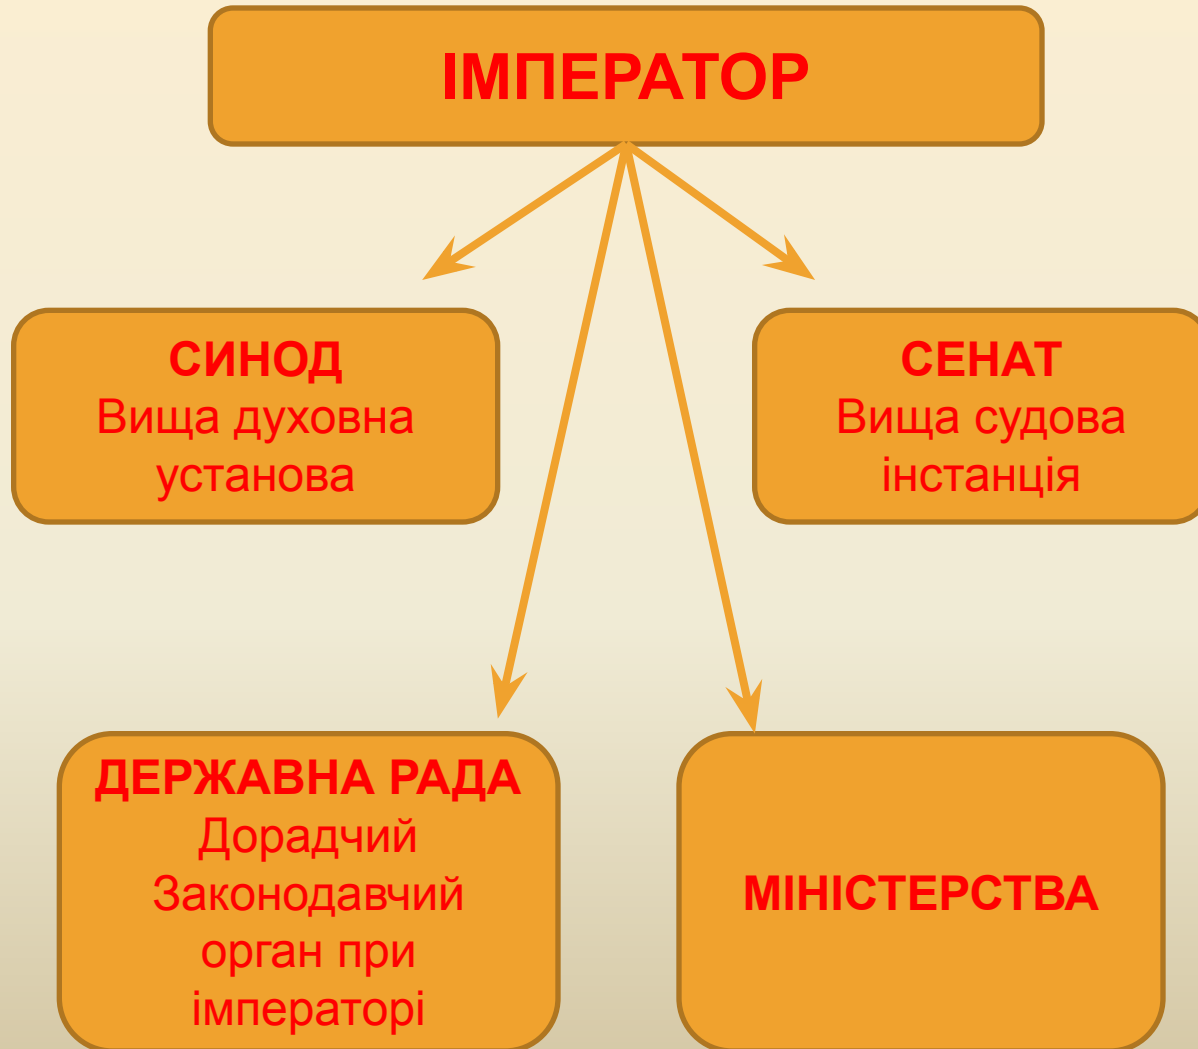 ІМПЕРАТОР
СИНОД
Вища духовна
установа
СЕНАТ
Вища судова
інстанція
ДЕРЖАВНА РАДА
Дорадчий
Законодавчий
орган при
імператорі
МІНІСТЕРСТВА